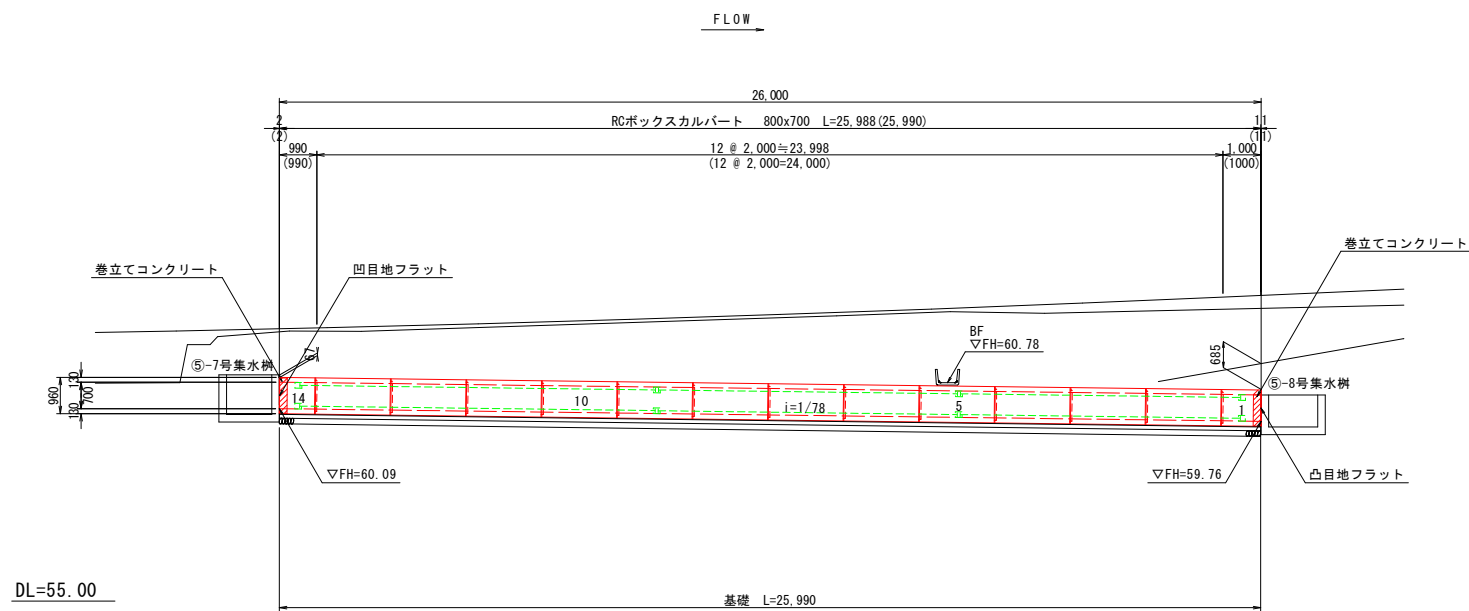 FLOW
26,000
2
(2)
RCボックスカルバート 800x700 L=25,988(25,990)
11
(11)
990
(990)
12 @ 2,000≒23,998
(12 @ 2,000=24,000)
1,000
(1000)
巻立てコンクリート
凹目地フラット
巻立てコンクリート
67
BF
▽FH=60.78
685
⑤-7号集水桝
⑤-8号集水桝
960
130
700
130
14
10
i=1/78
5
1
▽FH=60.09
▽FH=59.76
凸目地フラット
DL=55.00
基礎 L=25,990